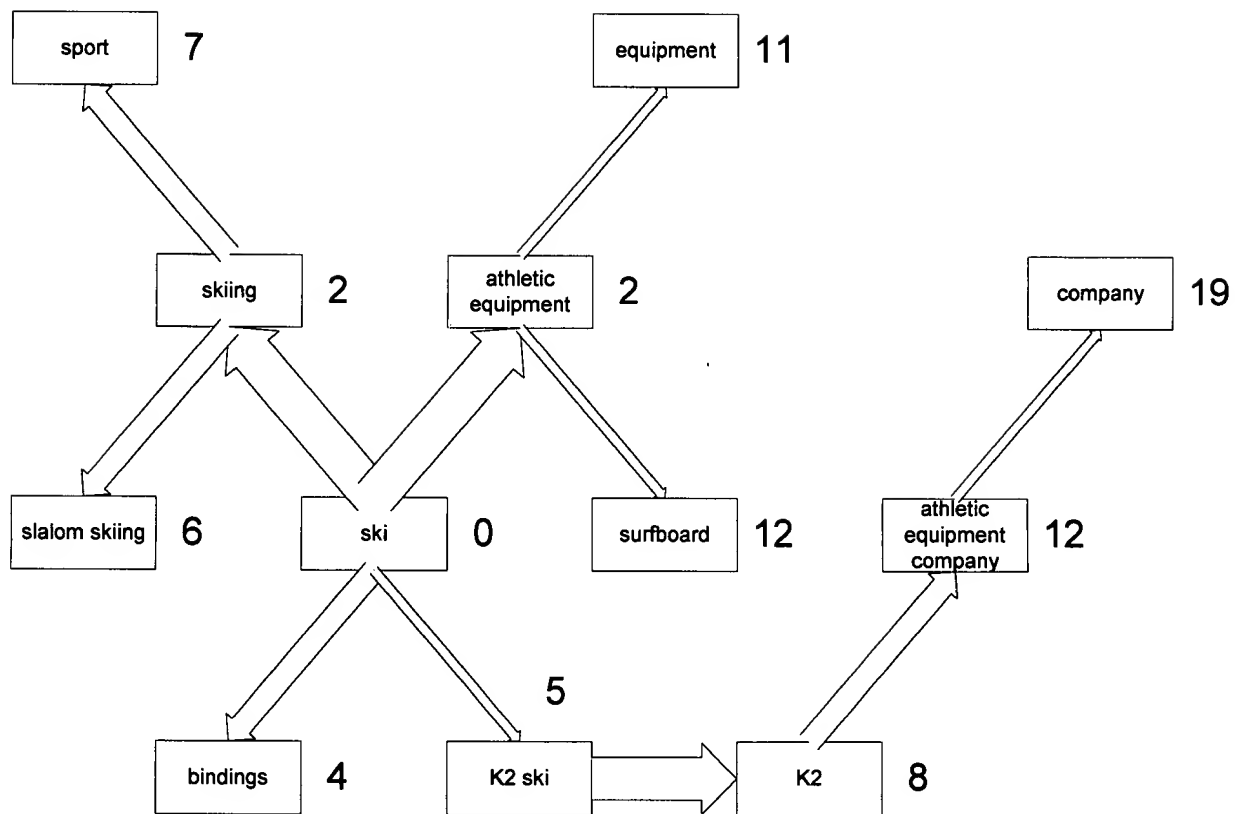 sport 7
equipment 11
skiing 2
athletic
equipment 2
company 19
slalom skiing 6
ski 0
surfboard 12
athletic
equipment
company 12
5
bindings 4
K2 ski
K2 8